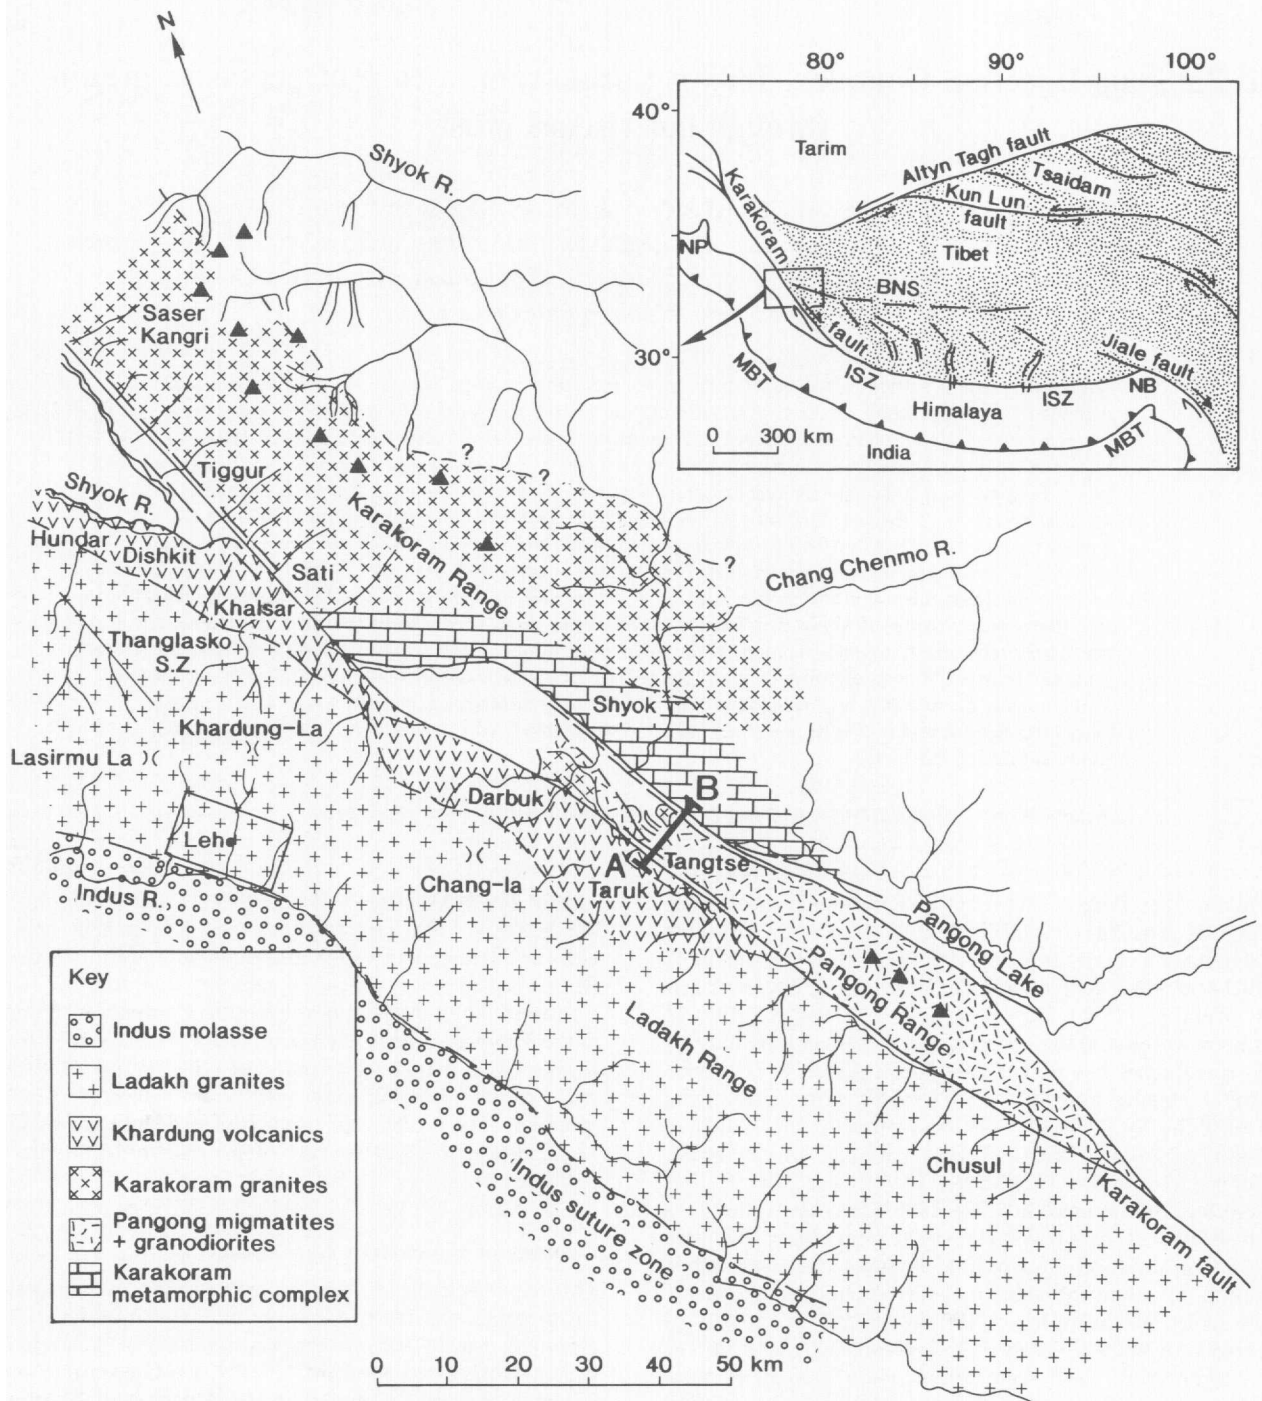 N
Shyok R.
80° 90° 100°
40°
30°
Tarim
Altyn Tagh fault
Tsaidam
Kun Lun
fault
Karakoram
fault
Tibet
NP
BNS
Jiale fault
MBT
ISZ
ISZ
NB
Himalaya
MBT
0 300 km
India
Saser
Kangri
Tiggur
?
?
?
Shyok R.
Hundar
Dishkit
Sati
Khalsar
Karakoram Range
Chang Chenmo R.
Thanglasko
S.Z.
Khardung-La
Shyok
Lasirmu La )(
Darbuk
B
Leh
A
Tangtse
Chang-la
Taruk
Indus R.
Pangong Lake
Pangong Range
Ladakh Range
Chusul
Karakoram fault
Indus suture zone
Key
Indus molasse
Ladakh granites
Khardung volcanics
Karakoram granites
Pangong migmatites
+ granodiorites
Karakoram
metamorphic complex
0 10 20 30 40 50 km